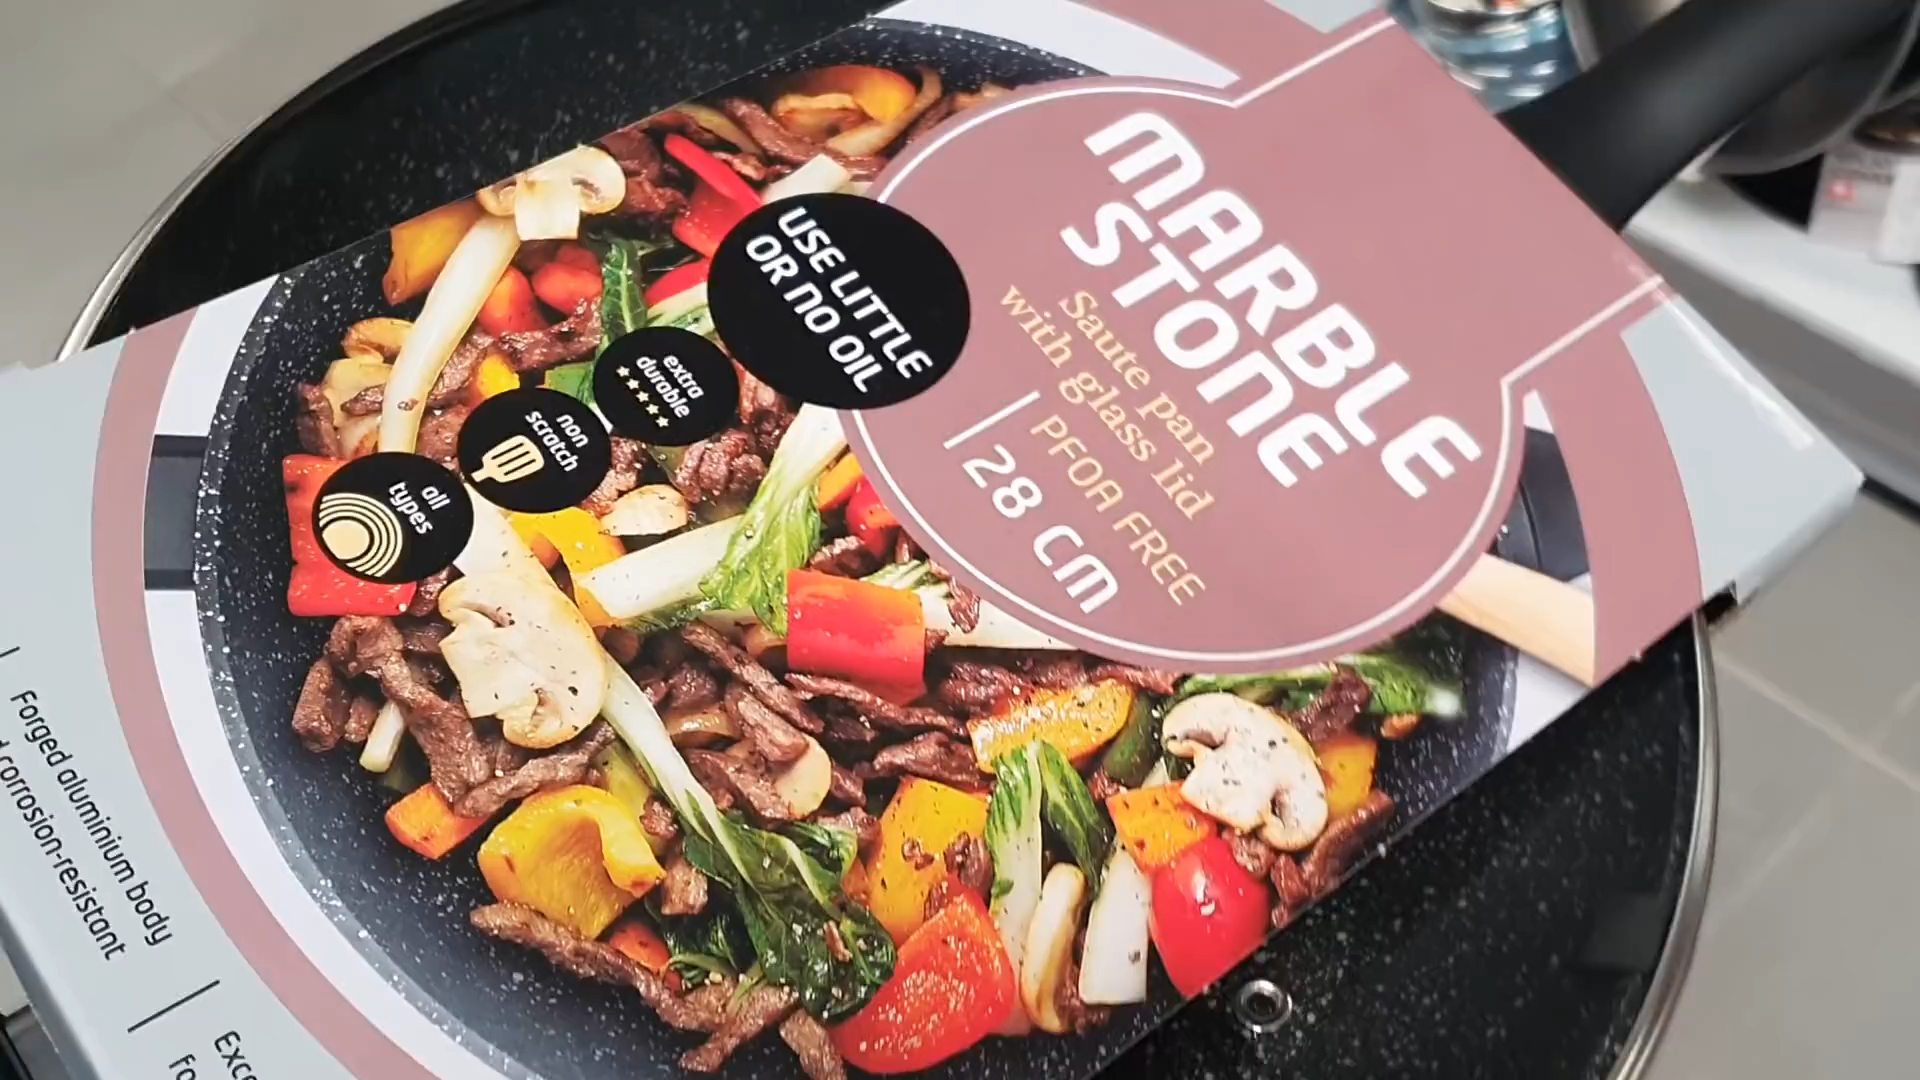 MARBLE
STONE
Saute pan
with glass lid
PFOA FREE
28 CM
USE LITTLE
OR NO OIL
extra
durable
non
scratch
all
types
Forged aluminium body
corrosion-resistant